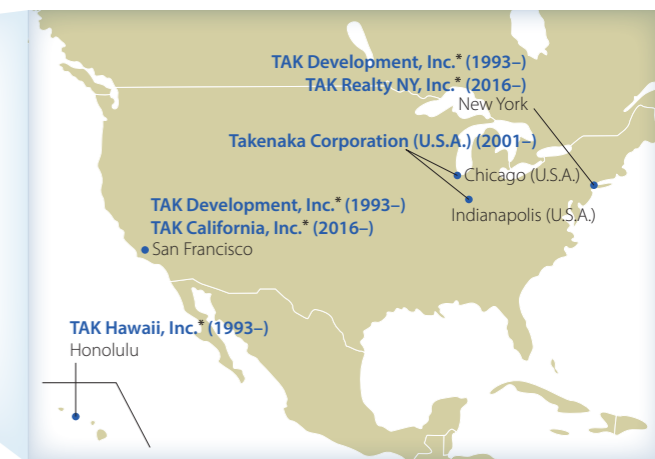 TAK Development, Inc.* (1993–)
TAK Realty NY, Inc.* (2016–)
New York
Takenaka Corporation (U.S.A.) (2001–)
Chicago (U.S.A.)
Indianapolis (U.S.A.)
TAK Development, Inc.* (1993–)
TAK California, Inc.* (2016–)
San Francisco
TAK Hawaii, Inc.* (1993–)
Honolulu